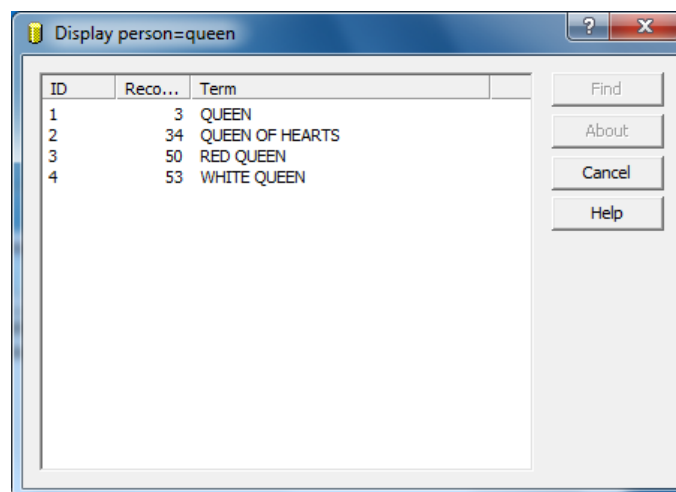 Display person=queen
ID Reco... Term
1 3 QUEEN
2 34 QUEEN OF HEARTS
3 50 RED QUEEN
4 53 WHITE QUEEN
Find
About
Cancel
Help